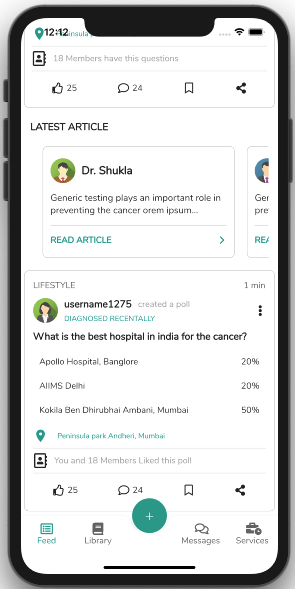 12:12
Peninsula p
18 Members have this questions
25 24
LATEST ARTICLE
Dr. Shukla
Generic testing plays an important role in
preventing the cancer orem ipsum...
READ ARTICLE
Gen
pre
REA
LIFESTYLE 1 min
username1275 created a poll
DIAGNOSED RECENTALLY
What is the best hospital in india for the cancer?
Apollo Hospital, Banglore 20%
AIIMS Delhi 20%
Kokila Ben Dhirubhai Ambani, Mumbai 50%
Peninsula park Andheri, Mumbai
You and 18 Members Liked this poll
25 24
+
Feed Library Messages Services